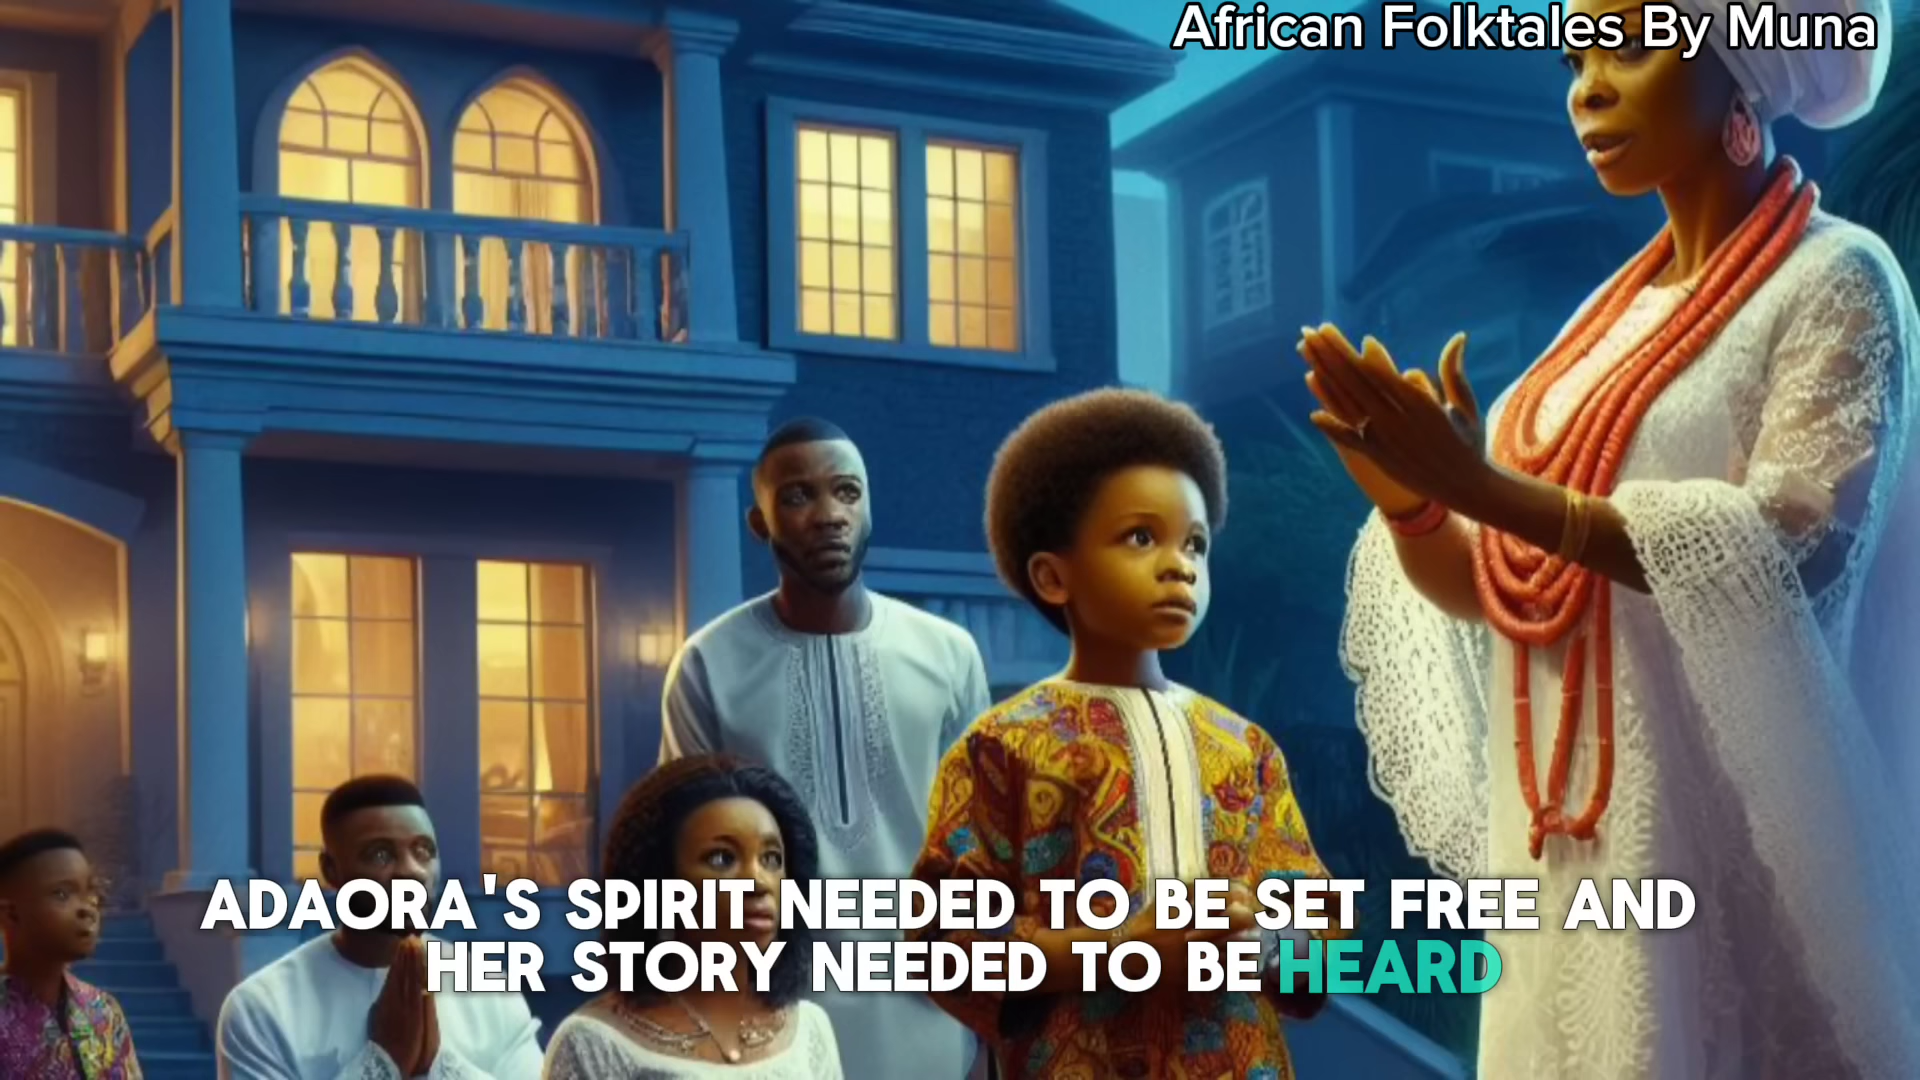 African Folktales By Muna
ADAORA'S SPIRIT NEEDED TO BE SET FREE AND
HER STORY NEEDED TO BE HEARD